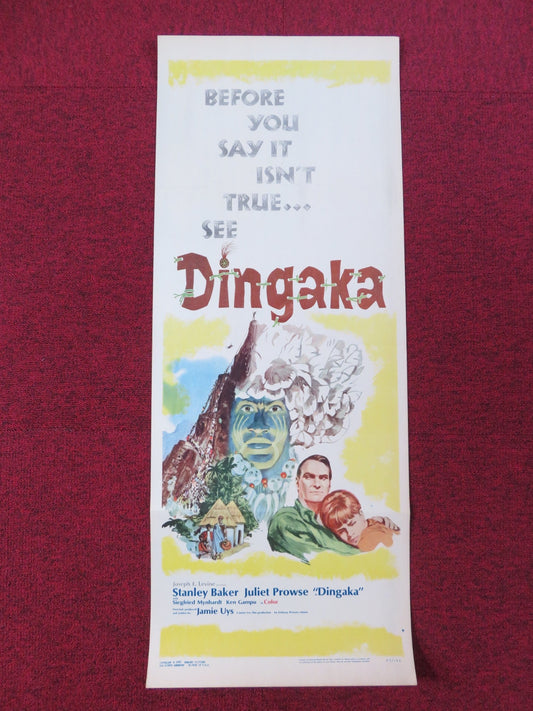 BEFORE
YOU
SAY IT
ISN'T
TRUE...
SEE
Dingaka
Joseph E. Levine
Stanley Baker Juliet Prowse "Dingaka"
Siegfried Mynhardt Ken Gampu in Color
Jamie Uys